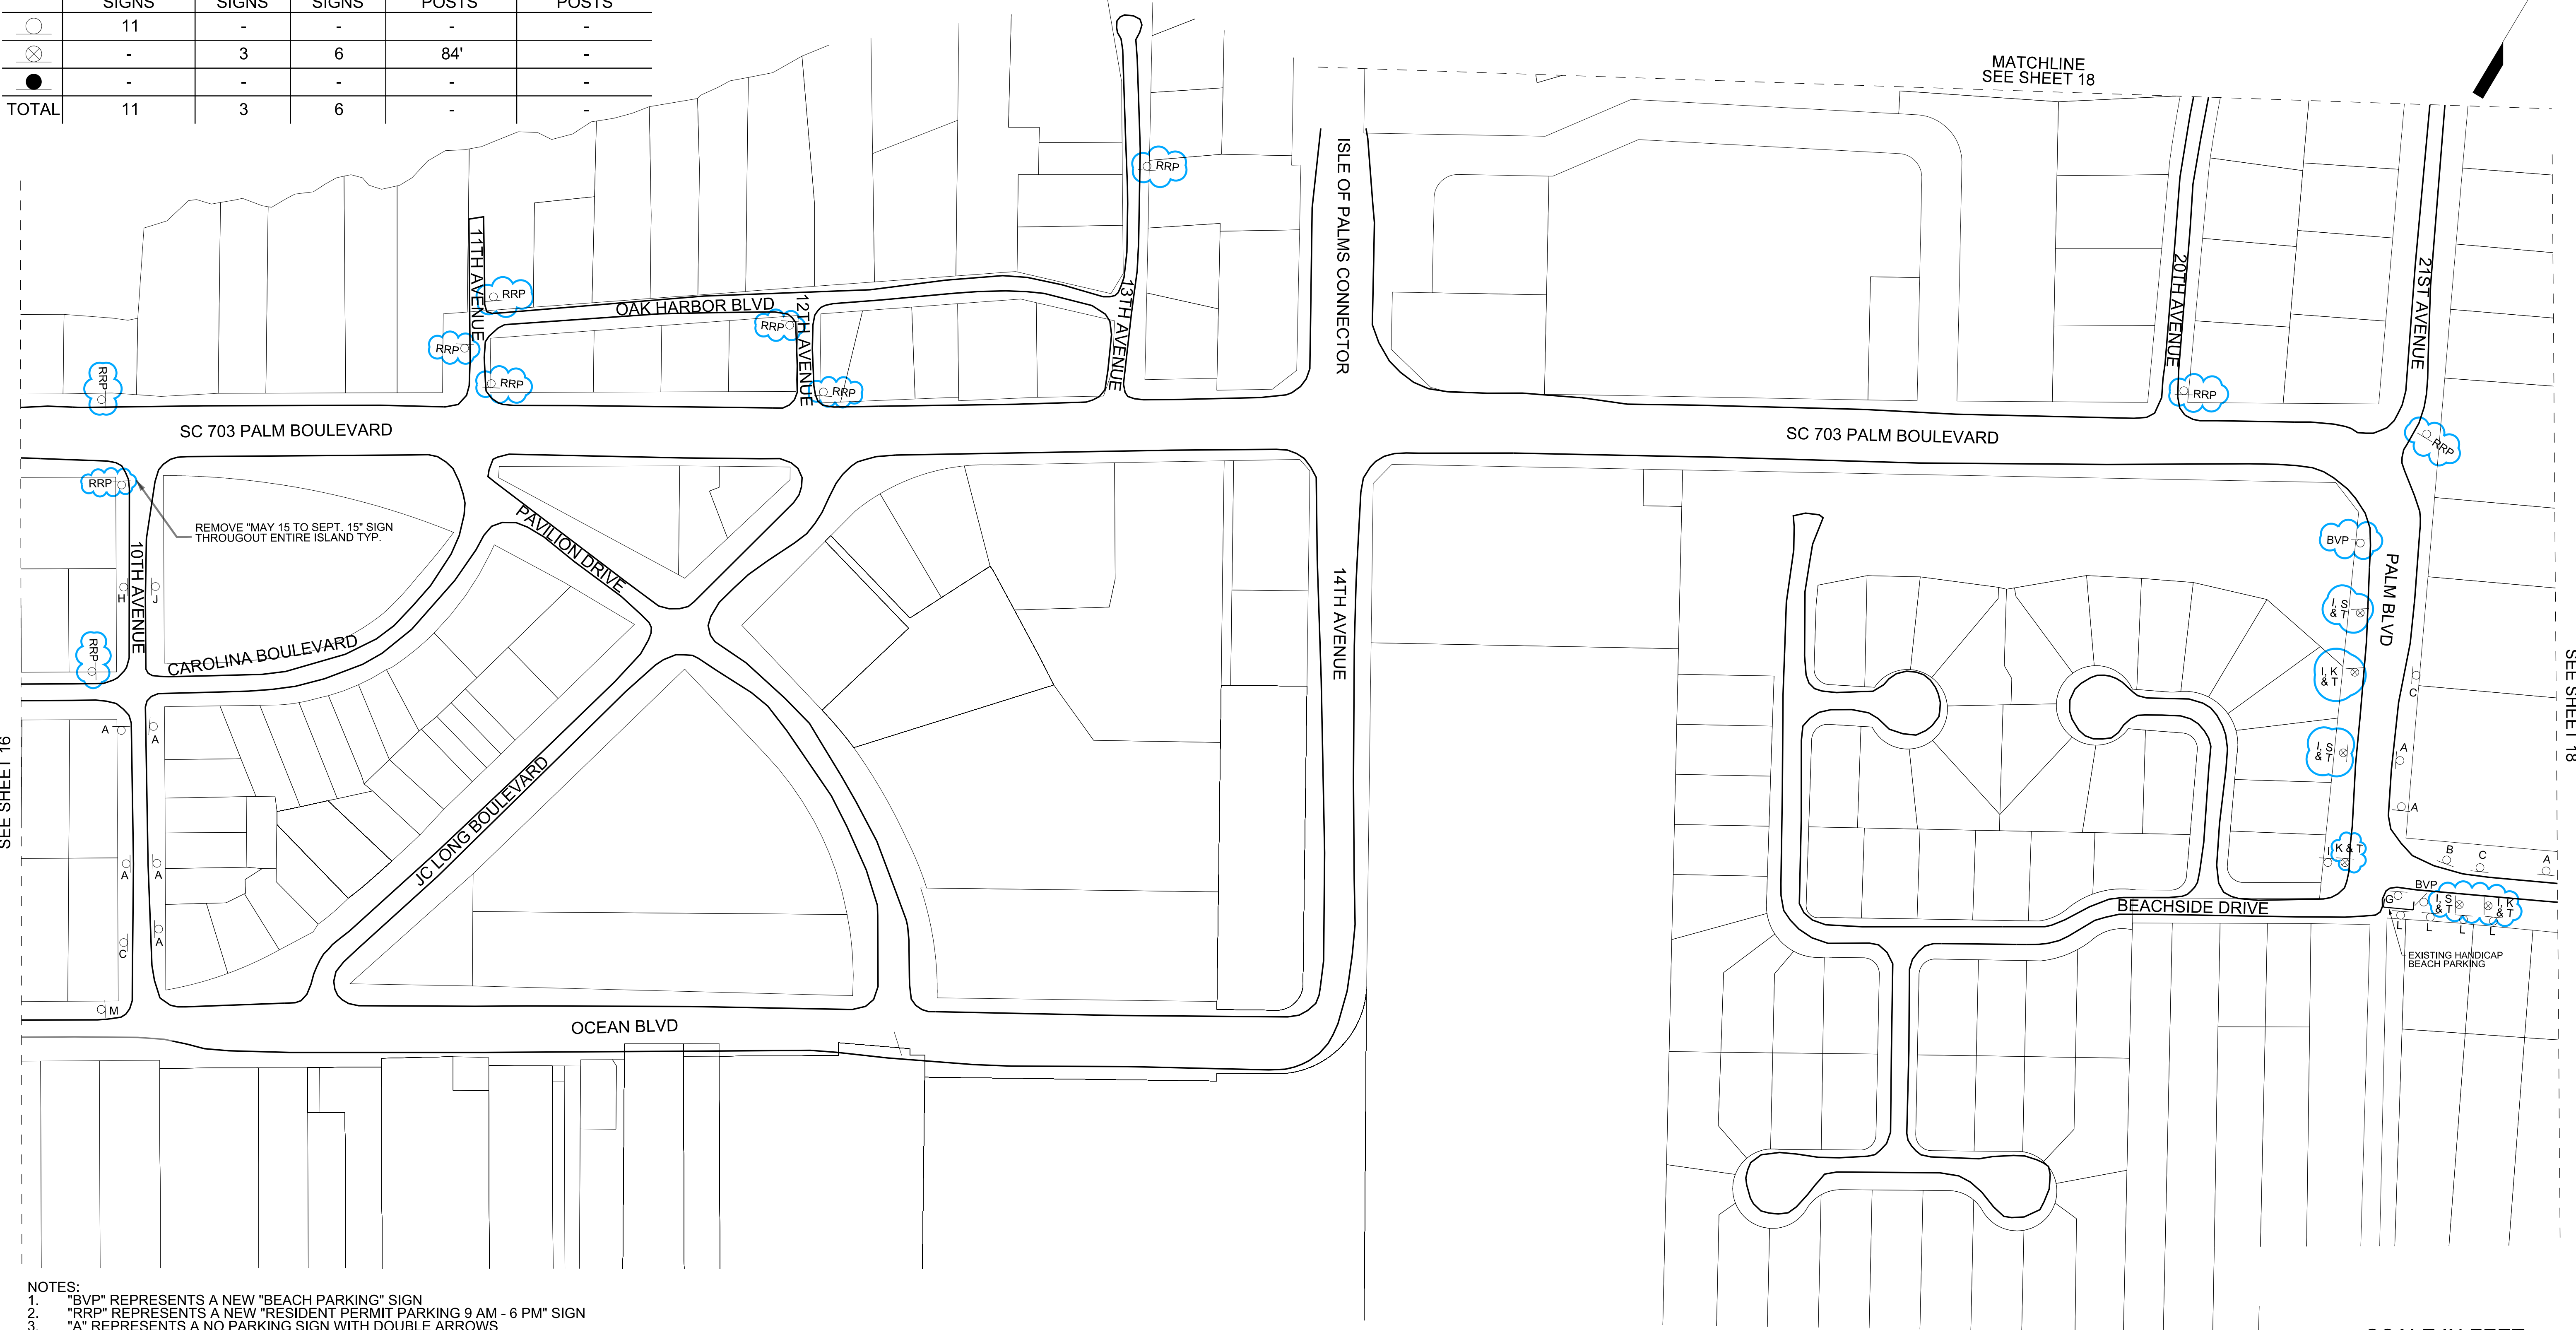 SIGNS SIGNS SIGNS POSTS POSTS
11 - - - -
- 3 6 84' -
- - - - -
TOTAL 11 3 6 - -
MATCHLINE
SEE SHEET 18
RRP
ISLE OF PALMS CONNECTOR
11TH AVENUE
RRP
OAK HARBOR BLVD
12TH AVENUE
RRP
13TH AVENUE
20TH AVENUE
21ST AVENUE
RRP
RRP
RRP
RRP
RRP
SC 703 PALM BOULEVARD
SC 703 PALM BOULEVARD
RRP
RRP
REMOVE "MAY 15 TO SEPT. 15" SIGN
THROUGOUT ENTIRE ISLAND TYP.
PAVILION DRIVE
10TH AVENUE
14TH AVENUE
BVP
PALM BLVD
H
J
I, S
& T
RRP
CAROLINA BOULEVARD
I, K
& T
C
SEE SHEET 16
SEE SHEET 18
A
A
I, S
& T
A
A
JC LONG BOULEVARD
I
K & T
A
A
B
C
A
BEACHSIDE DRIVE
G
BVP
I, S
& T
I, K
& T
L
L
L
L
C
A
EXISTING HANDICAP
BEACH PARKING
M
OCEAN BLVD
NOTES:
1. "BVP" REPRESENTS A NEW "BEACH PARKING" SIGN
2. "RRP" REPRESENTS A NEW "RESIDENT PERMIT PARKING 9 AM - 6 PM" SIGN
3. "A" REPRESENTS A NO PARKING SIGN WITH DOUBLE ARROWS
SCALE IN FEET